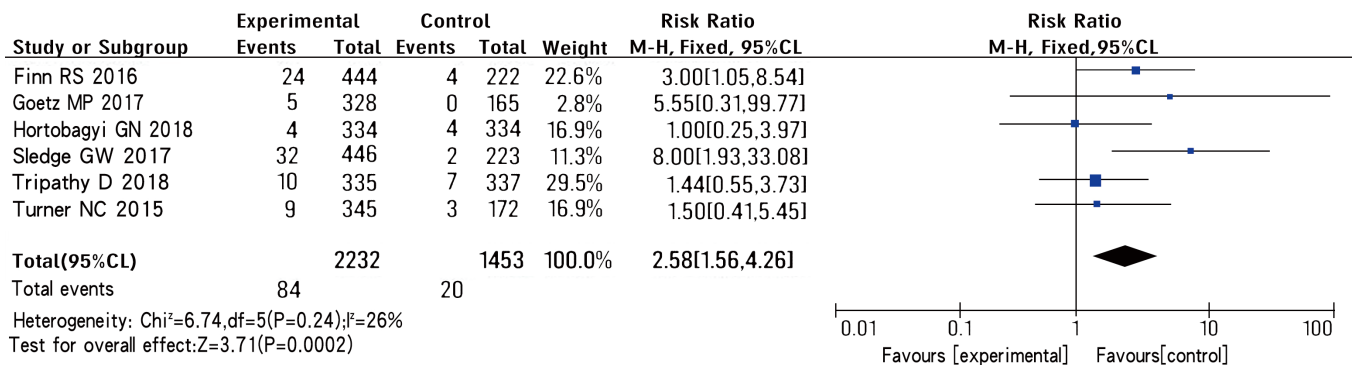 Experimental Control Risk Ratio Risk Ratio
Study or Subgroup Events Total Events Total Weight M-H, Fixed, 95%CL M-H, Fixed,95%CL
Finn RS 2016 24 444 4 222 22.6% 3.00[1.05,8.54]
Goetz MP 2017 5 328 0 165 2.8% 5.55[0.31,99.77]
Hortobagyi GN 2018 4 334 4 334 16.9% 1.00[0.25,3.97]
Sledge GW 2017 32 446 2 223 11.3% 8.00[1.93,33.08]
Tripathy D 2018 10 335 7 337 29.5% 1.44[0.55,3.73]
Turner NC 2015 9 345 3 172 16.9% 1.50[0.41,5.45]
Total(95%CL) 2232 1453 100.0% 2.58[1.56,4.26]
Total events 84 20
Heterogeneity: Chi²=6.74,df=5(P=0.24);I²=26%
Test for overall effect:Z=3.71(P=0.0002)
0.01 0.1 1 10 100
Favours [experimental] Favours[control]